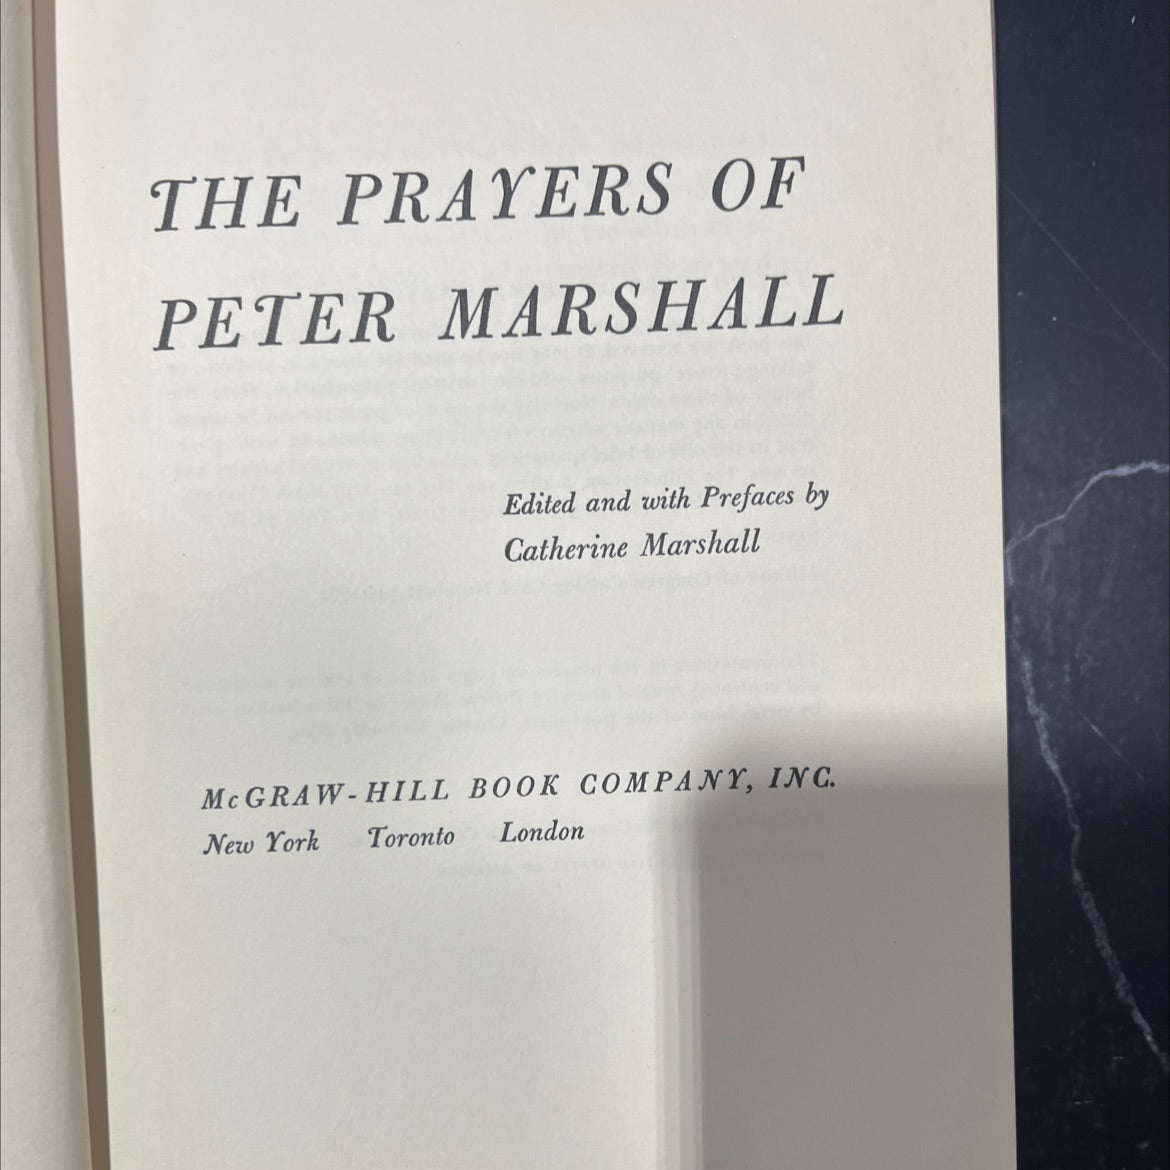 THE PRAYERS OF
PETER MARSHALL
Edited and with Prefaces by
Catherine Marshall
McGRAW-HILL BOOK COMPANY, INC.
New York Toronto London